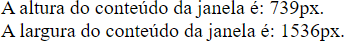 A altura do conteúdo da janela é: 739px.
A largura do conteúdo da janela é: 1536px.